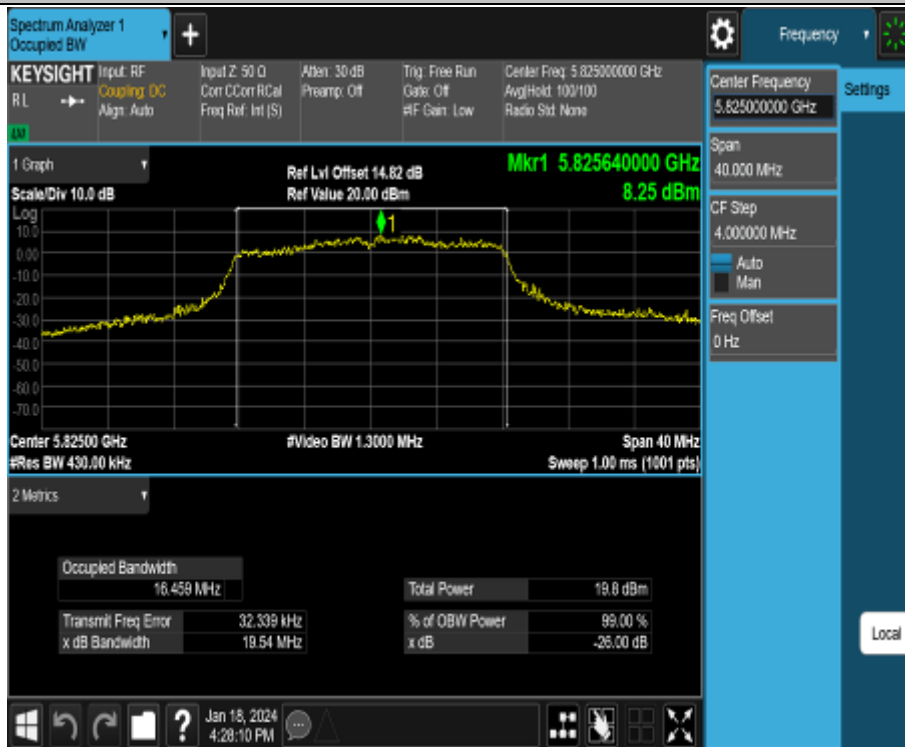 Spectrum Analyzer 1
Occupied BW
+
Frequency
KEYSIGHT
RL
Input: RF
Coupling: DC
Align: Auto
Input Z: 50 Ω
Corr CCorr RCal
Freq Ref: Int (S)
Atten: 30 dB
Preamp: Off
Trig: Free Run
Gate: Off
#IF Gain: Low
Center Freq: 5.825000000 GHz
Avg|Hold: 100/100
Radio Std: None
LXI
Center Frequency
5.825000000 GHz
Settings
Span
40.000 MHz
CF Step
4.000000 MHz
Auto
Man
Freq Offset
0 Hz
1 Graph
Scale/Div 10.0 dB
Ref Lvl Offset 14.82 dB
Ref Value 20.00 dBm
Mkr1 5.825640000 GHz
8.25 dBm
Log
10.0
0.00
-10.0
-20.0
-30.0
-40.0
-50.0
-60.0
-70.0
1
Center 5.82500 GHz
#Video BW 1.3000 MHz
Span 40 MHz
#Res BW 430.00 kHz
Sweep 1.00 ms (1001 pts)
2 Metrics
Occupied Bandwidth
16.459 MHz
Total Power 19.8 dBm
Transmit Freq Error 32.339 kHz
% of OBW Power 99.00 %
x dB Bandwidth 19.54 MHz
x dB -26.00 dB
Local
?
Jan 18, 2024
4:28:10 PM